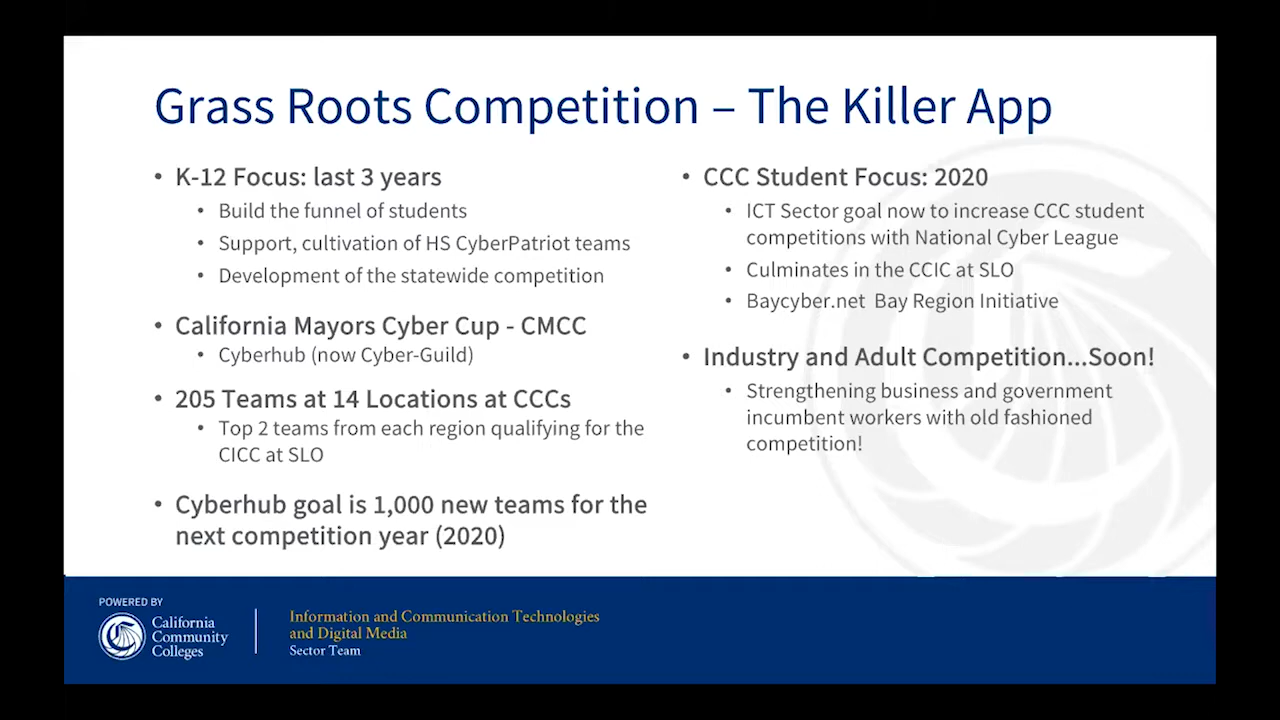 Grass Roots Competition – The Killer App
• K-12 Focus: last 3 years
• Build the funnel of students
• Support, cultivation of HS CyberPatriot teams
• Development of the statewide competition
• California Mayors Cyber Cup - CMCC
• Cyberhub (now Cyber-Guild)
• 205 Teams at 14 Locations at CCCs
• Top 2 teams from each region qualifying for the
CICC at SLO
• Cyberhub goal is 1,000 new teams for the
next competition year (2020)
• CCC Student Focus: 2020
• ICT Sector goal now to increase CCC student
competitions with National Cyber League
• Culminates in the CCIC at SLO
• Baycyber.net Bay Region Initiative
• Industry and Adult Competition...Soon!
• Strengthening business and government
incumbent workers with old fashioned
competition!
POWERED BY
California
Community
Colleges
Information and Communication Technologies
and Digital Media
Sector Team